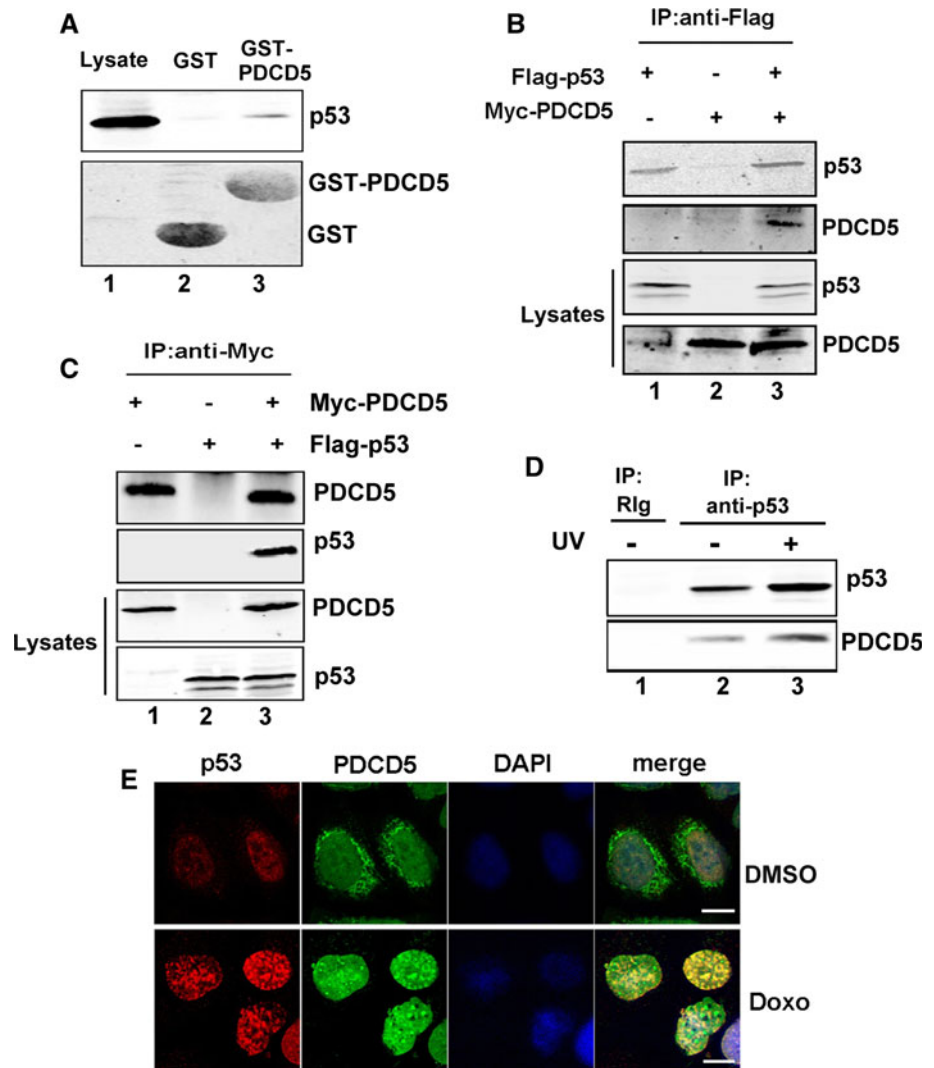 A
Lysate GST GST-PDCD5
p53
GST-PDCD5
GST
1 2 3
B
IP:anti-Flag
Flag-p53 + - +
Myc-PDCD5 - + +
p53
PDCD5
Lysates
p53
PDCD5
1 2 3
C
IP:anti-Myc
+ - + Myc-PDCD5
- + + Flag-p53
PDCD5
p53
Lysates
PDCD5
p53
1 2 3
D
IP: RIg
IP: anti-p53
UV - - +
p53
PDCD5
1 2 3
E
p53 PDCD5 DAPI merge
DMSO
Doxo